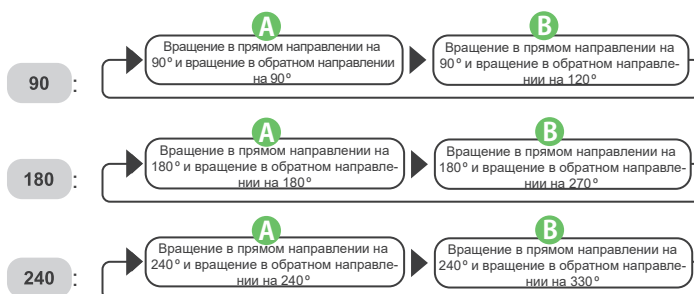 A
B
90 :
Вращение в прямом направлении на
90° и вращение в обратном направлении
на 90°
Вращение в прямом направлении на
90° и вращение в обратном направле-
нии на 120°
A
B
180 :
Вращение в прямом направлении на
180° и вращение в обратном направле-
нии на 180°
Вращение в прямом направлении на
180° и вращение в обратном направле-
нии на 270°
A
B
240 :
Вращение в прямом направлении на
240° и вращение в обратном направле-
нии на 240°
Вращение в прямом направлении на
240° и вращение в обратном направле-
нии на 330°